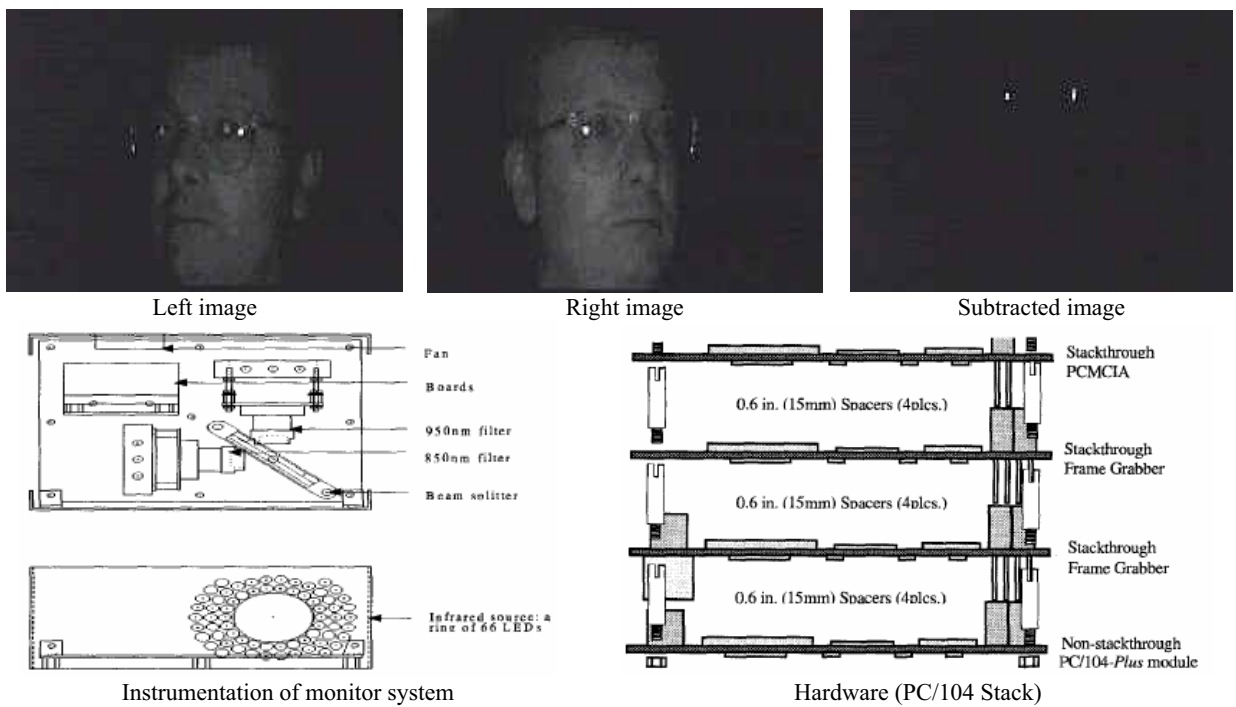 Left image
Right image
Subtracted image
Fan
Boards
950nm filter
850nm filter
Beam splitter
Infrared source: a
ring of 66 LEDs
Instrumentation of monitor system
Stackthrough
PCMCIA
0.6 in. (15mm) Spacers (4plcs.)
Stackthrough
Frame Grabber
0.6 in. (15mm) Spacers (4plcs.)
Stackthrough
Frame Grabber
0.6 in. (15mm) Spacers (4plcs.)
Non-stackthrough
PC/104-Plus module
Hardware (PC/104 Stack)